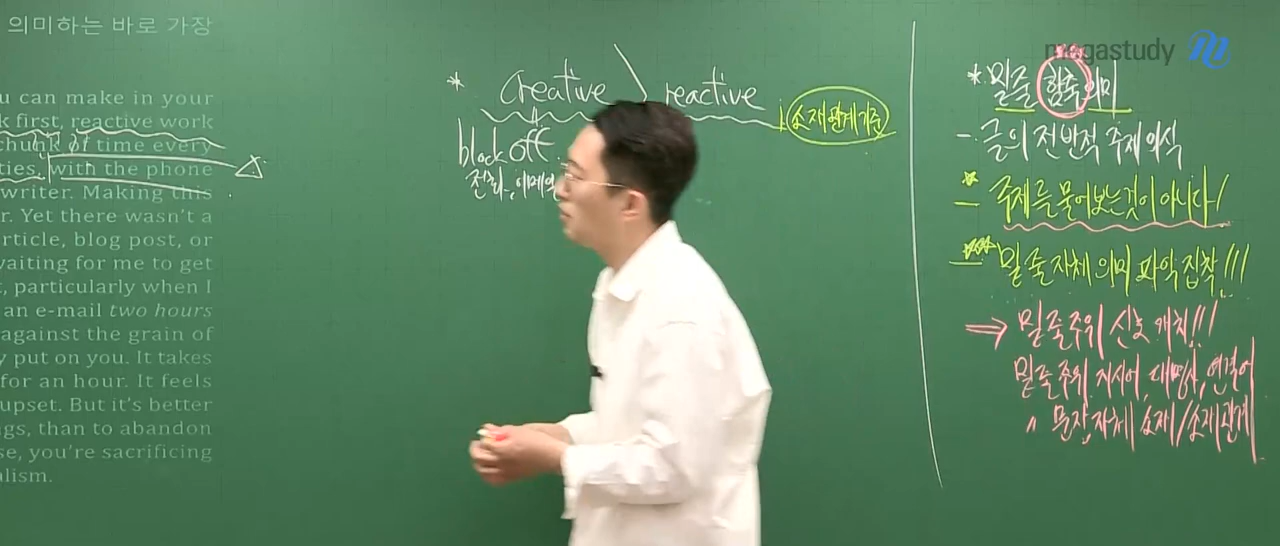 의미하는 바로 가장
u can make in your
k first, reactive work
chunk of time every
ties, with the phone
writer. Making this
r. Yet there wasn't a
rticle, blog post, or
vaiting for me to get
, particularly when I
an e-mail two hours
against the grain of
y put on you. It takes
for an hour. It feels
upset. But it's better
ngs, than to abandon
se, you're sacrificing
alism.
* creative > reactive
소재 관계 기준
block off
전화, 이메일
megastudy
* 밑줄 함축 의미
- 글의 전반적 주제 의식
- 주제를 물어보는 것이 아니다!
- 밑줄 자체 의미 파악 집착!!!
⇒ 밑줄 주위 신호 캐치!!!
밑줄 주위 지시어, 대명사, 연결어
〃 문장 자체 소재/소재 관계